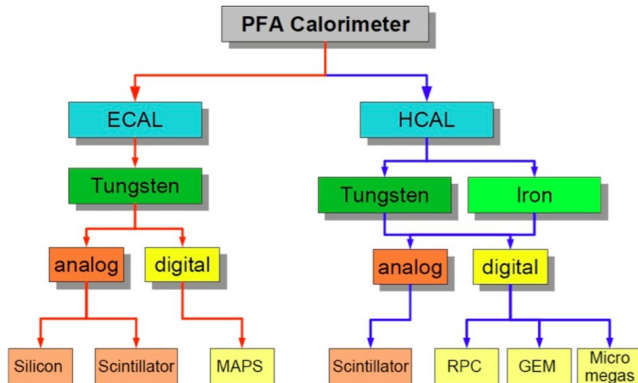 PFA Calorimeter
ECAL
HCAL
Tungsten
Tungsten
Iron
analog
digital
analog
digital
Silicon
Scintillator
MAPS
Scintillator
RPC
GEM
Micro
megas